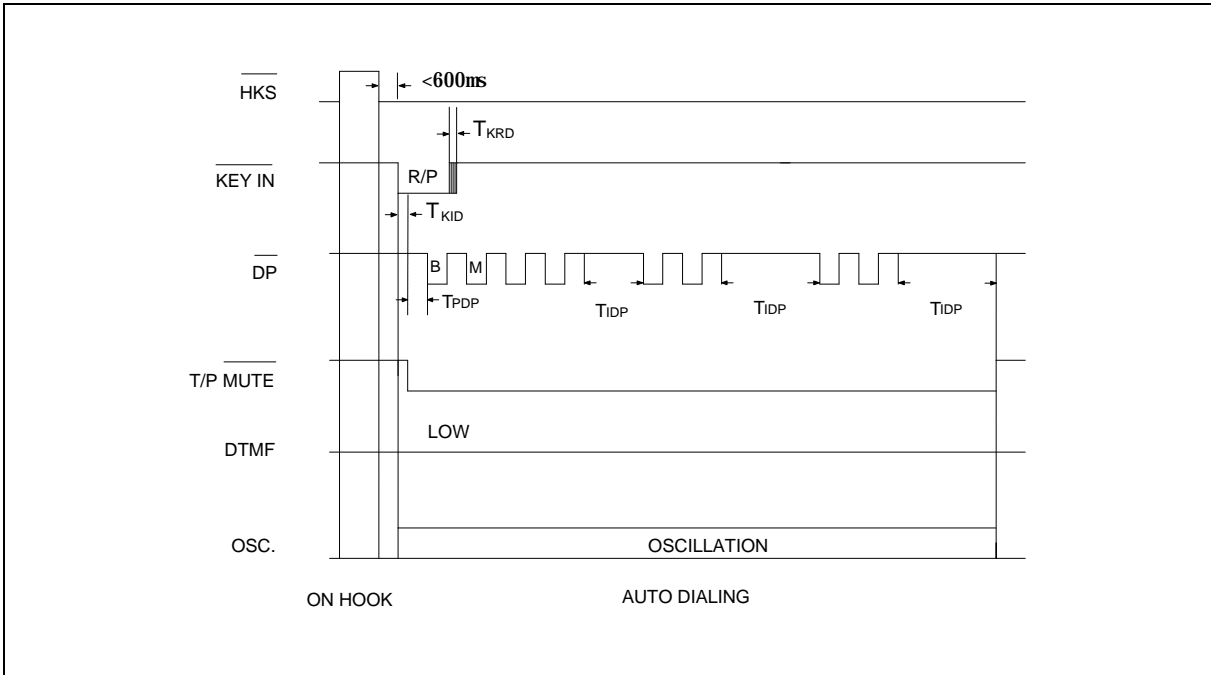 HKS
<600ms
TKRD
KEY IN
R/P
TKID
DP
B
M
TPDP
TIDP
TIDP
TIDP
T/P MUTE
LOW
DTMF
OSC.
OSCILLATION
ON HOOK
AUTO DIALING